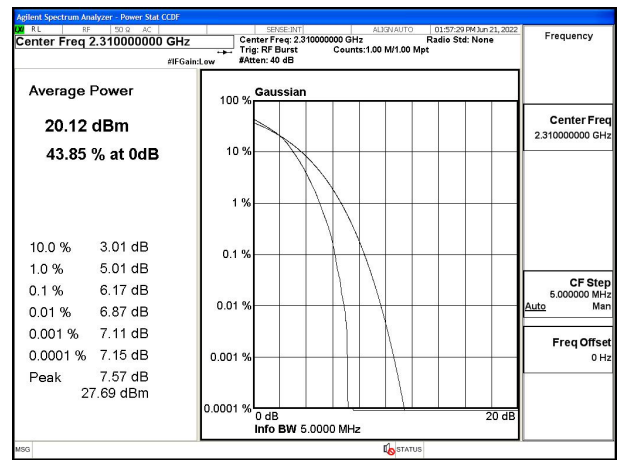 Agilent Spectrum Analyzer - Power Stat CCDF
RL RF 50 Ω AC SENSE:INT ALIGN AUTO 01:57:29 PM Jun 21, 2022
Center Freq 2.310000000 GHz
Center Freq: 2.310000000 GHz Radio Std: None
Trig: RF Burst Counts:1.00 M/1.00 Mpt
#IFGain:Low #Atten: 40 dB
Frequency
Average Power
20.12 dBm
43.85 % at 0dB
10.0 % 3.01 dB
1.0 % 5.01 dB
0.1 % 6.17 dB
0.01 % 6.87 dB
0.001 % 7.11 dB
0.0001 % 7.15 dB
Peak 7.57 dB
27.69 dBm
Gaussian
100 %
10 %
1 %
0.1 %
0.01 %
0.001 %
0.0001 %
0 dB 20 dB
Info BW 5.0000 MHz
Center Freq
2.310000000 GHz
CF Step
5.000000 MHz
Auto Man
Freq Offset
0 Hz
MSG STATUS